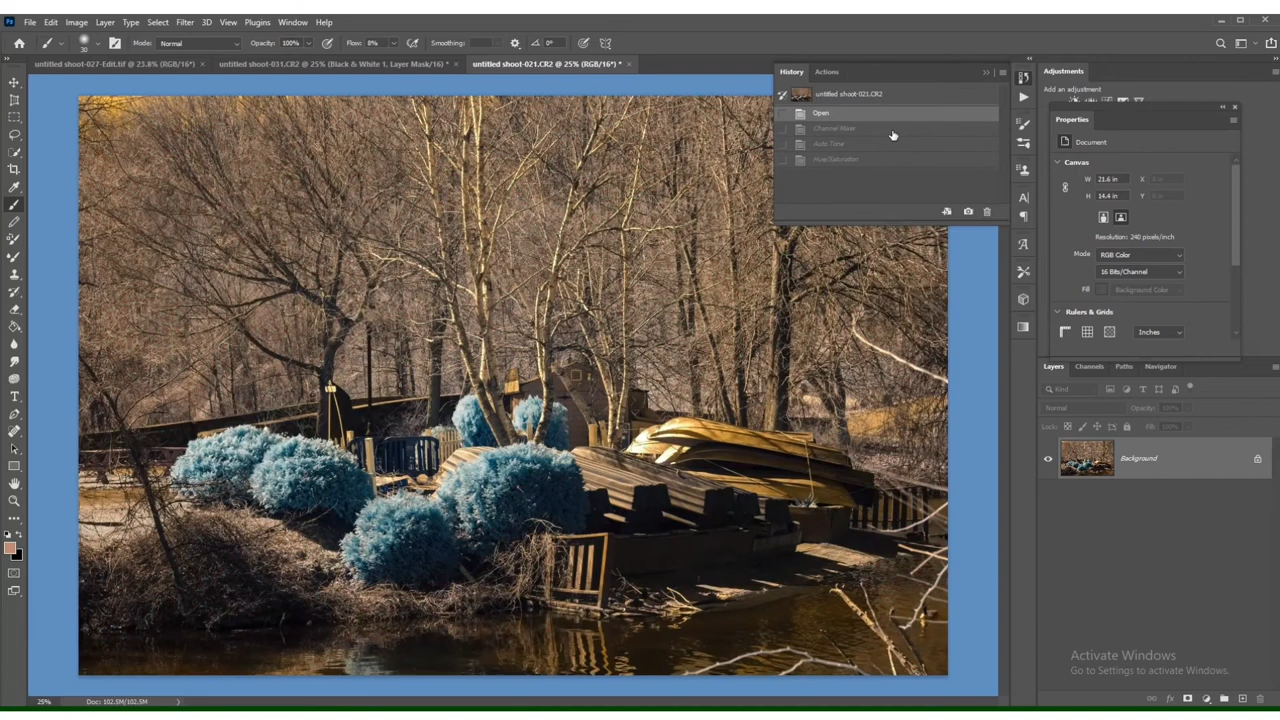 Ps File Edit Image Layer Type Select Filter 3D View Plugins Window Help
30 Mode: Normal Opacity: 100% Flow: 8% Smoothing: 0°
untitled shoot-027-Edit.tif @ 23.8% (RGB/16*) × untitled shoot-031.CR2 @ 25% (Black & White 1, Layer Mask/16) * × untitled shoot-021.CR2 @ 25% (RGB/16*) * ×
History Actions
untitled shoot-021.CR2
Open
Channel Mixer
Auto Tone
Hue/Saturation
Adjustments
Add an adjustment
Properties
Document
Canvas
W 21.6 in X
H 14.4 in Y
Resolution: 240 pixels/inch
Mode RGB Color
16 Bits/Channel
Fill Background Color
Rulers & Grids
Inches
Layers Channels Paths Navigator
Kind
Normal Opacity: 100%
Lock: Fill: 100%
Background
Activate Windows
Go to Settings to activate Windows.
25% Doc: 102.5M/102.5M